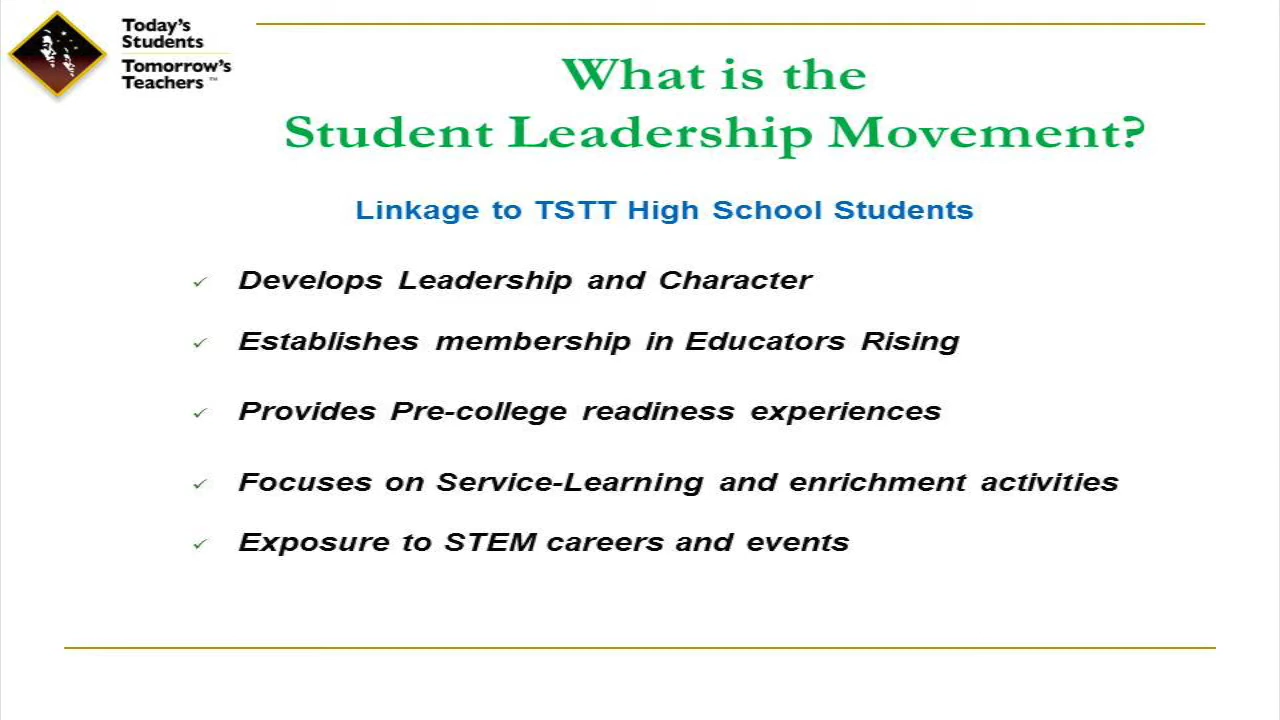 Today's
Students
Tomorrow's
Teachers™
What is the
Student Leadership Movement?
Linkage to TSTT High School Students
✓ Develops Leadership and Character
✓ Establishes membership in Educators Rising
✓ Provides Pre-college readiness experiences
✓ Focuses on Service-Learning and enrichment activities
✓ Exposure to STEM careers and events